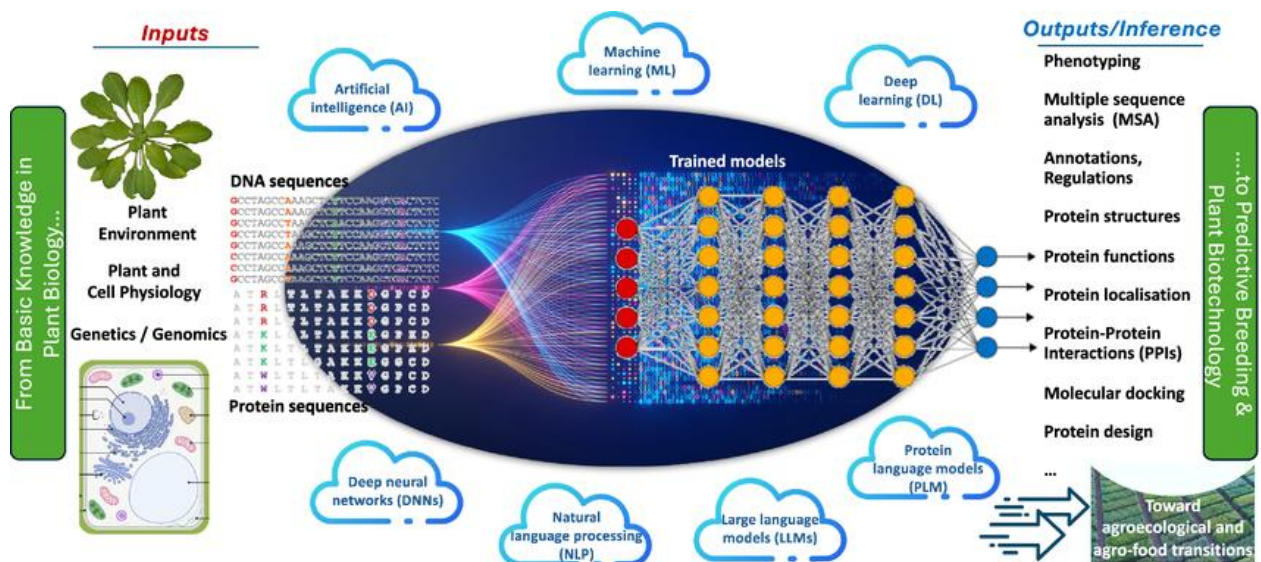 Inputs
Outputs/Inference
From Basic Knowledge in
Plant Biology...
Plant
Environment
Plant and
Cell Physiology
Genetics / Genomics
DNA sequences
Protein sequences
Artificial
intelligence (AI)
Machine
learning (ML)
Deep
learning (DL)
Trained models
Deep neural
networks (DNNs)
Natural
language processing
(NLP)
Large language
models (LLMs)
Protein
language models
(PLM)
Phenotyping
Multiple sequence
analysis (MSA)
Annotations,
Regulations
Protein structures
Protein functions
Protein localisation
Protein-Protein
Interactions (PPIs)
Molecular docking
Protein design
...
....to Predictive Breeding &
Plant Biotechnology
Toward
agroecological and
agro-food transitions